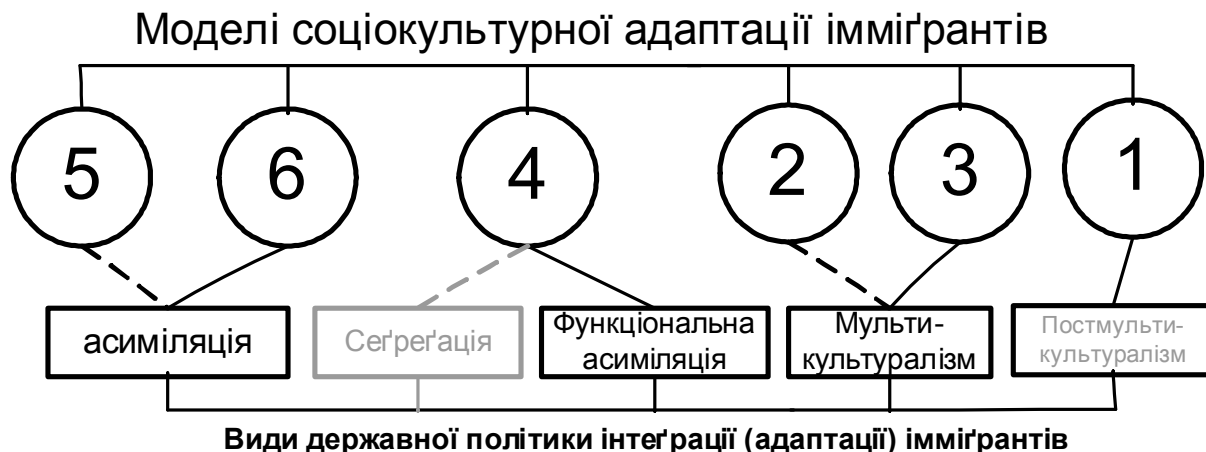 Моделі соціокультурної адаптації імміґрантів
5 6 4 2 3 1
асиміляція
Сеґреґація
Функціональна
асиміляція
Мульти-
культуралізм
Постмульти-
культуралізм
Види державної політики інтеґрації (адаптації) імміґрантів